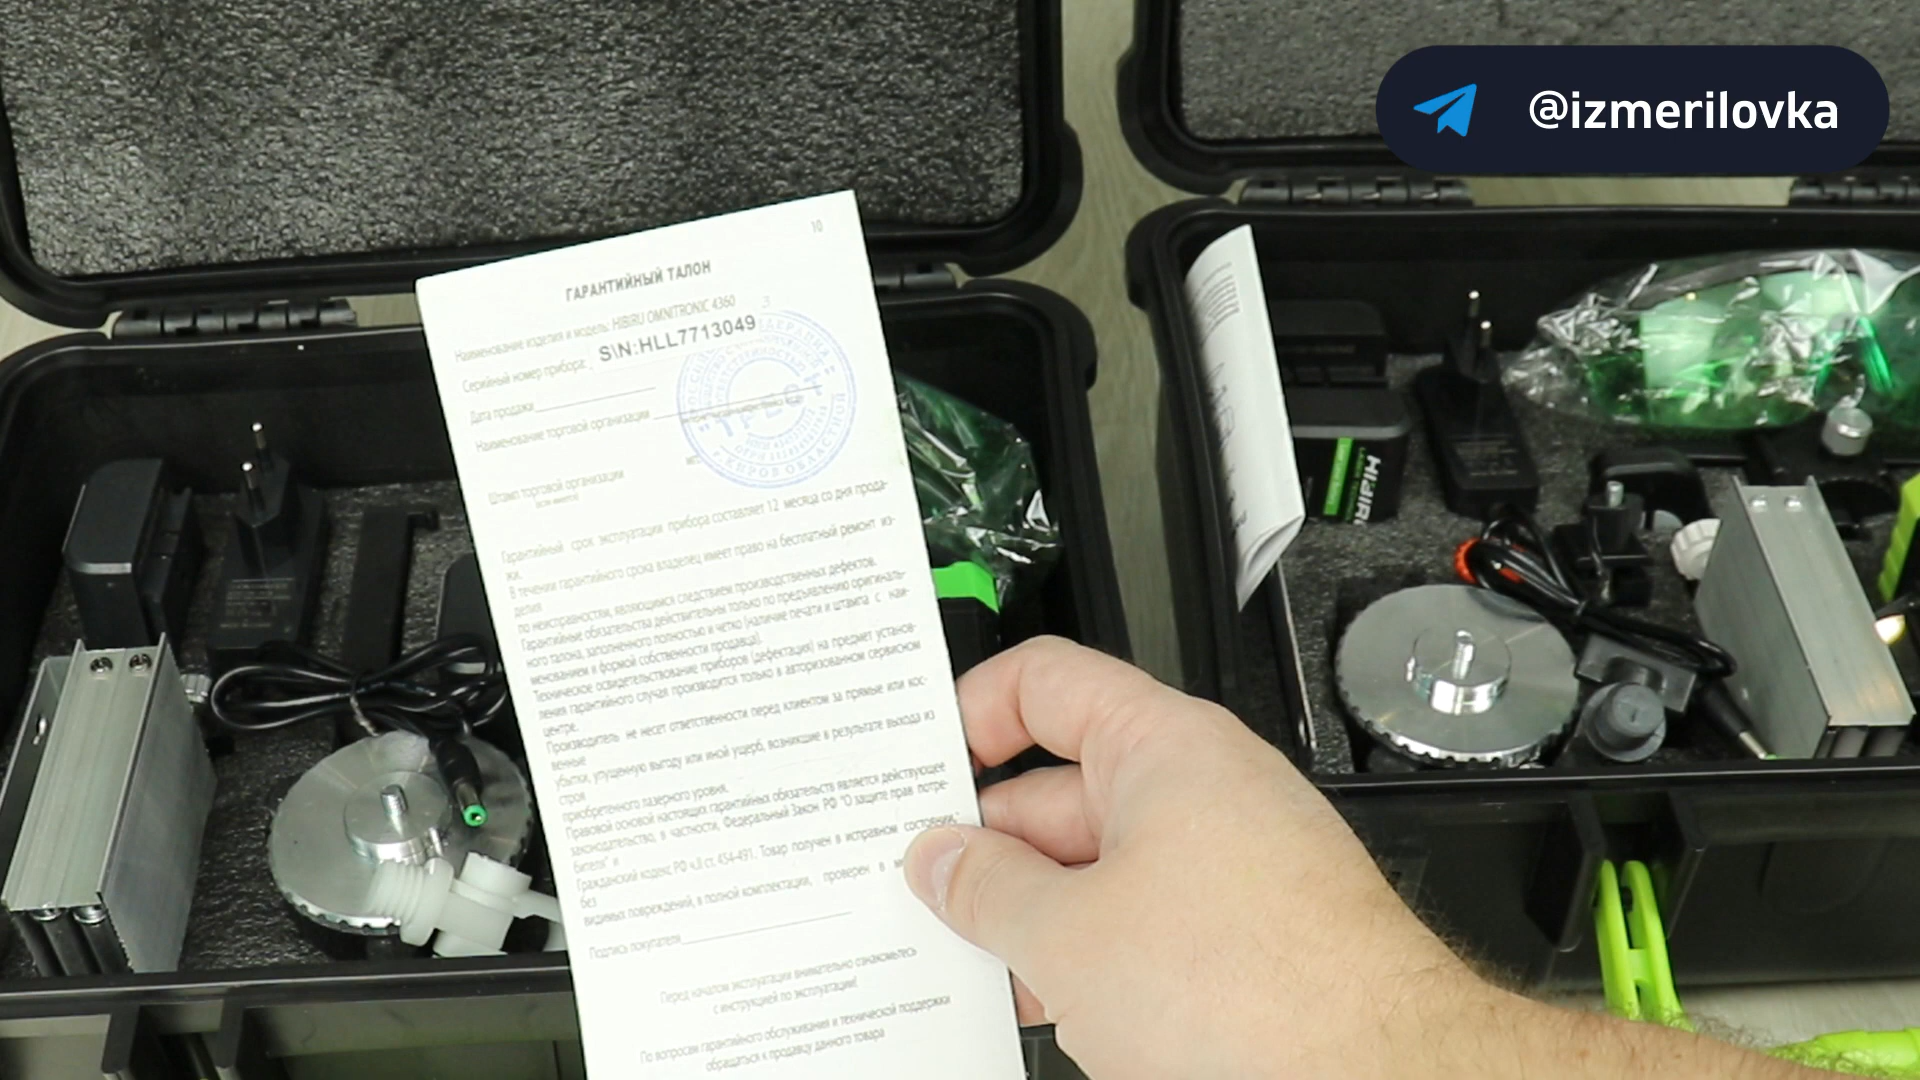 @izmerilovka
10
ГАРАНТИЙНЫЙ ТАЛОН
Наименование изделия и модель: HIBIRU OMNITRONIC 4360
3
Серийный номер прибора:
S\N:HLL7713049
Дата продажи
Наименование торговой организации
Штамп торговой организации
Гарантийный срок эксплуатации прибора составляет 12 месяца со дня прода-
жи.
В течении гарантийного срока владелец имеет право на бесплатный ремонт из-
делия
по неисправностям, являющимся следствием производственных дефектов.
Гарантийные обязательства действительны только по предъявлению оригиналь-
ного талона, заполненного полностью и четко (наличие печати и штампа с наи-
менованием и формой собственности продавца).
Техническое освидетельствование приборов (дефектация) на предмет установ-
ления гарантийного случая производится только в авторизованном сервисном
центре.
Производитель не несет ответственности перед клиентом за прямые или кос-
венные
убытки, упущенную выгоду или иной ущерб, возникшие в результате выхода из
строя
приобретенного лазерного уровня.
Правовой основой настоящих гарантийных обязательств является действующее
законодательство, в частности, Федеральный Закон РФ "О защите прав потре-
бителя" и
Гражданский кодекс РФ ч.II ст. 454-491. Товар получен в исправном состоянии,
без
видимых повреждений, в полной комплектации, проверен в
Подпись покупателя
Перед началом эксплуатации внимательно ознакомьтесь
с инструкцией по эксплуатации!
По вопросам гарантийного обслуживания и технической поддержки
обращаться к продавцу данного товара